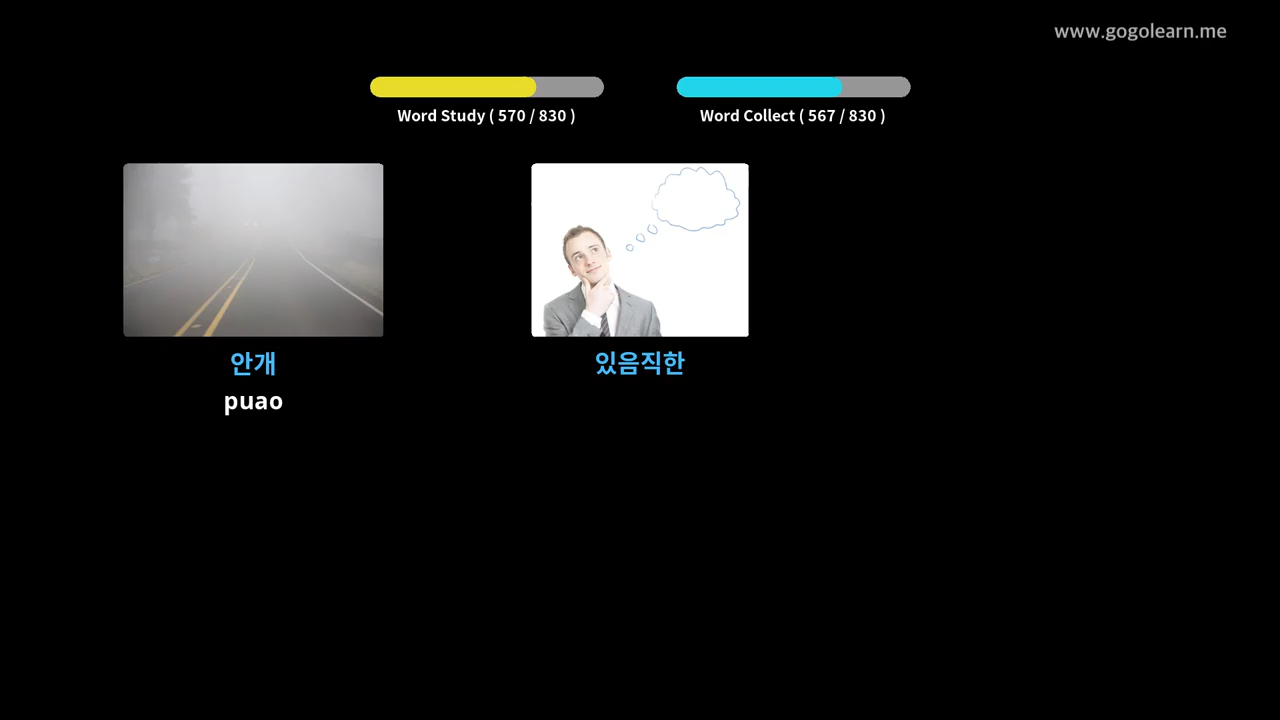 www.gogolearn.me
Word Study ( 570 / 830 )
Word Collect ( 567 / 830 )
안개
puao
있음직한